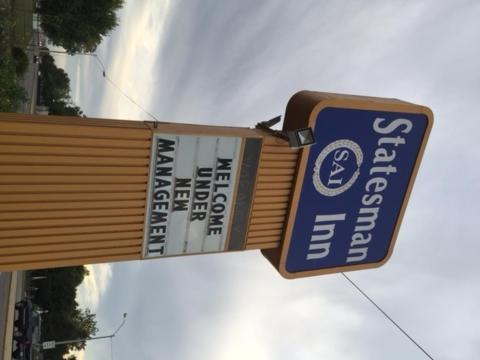 Statesman
SAI
Inn
WELCOME
UNDER
NEW
MANAGEMENT